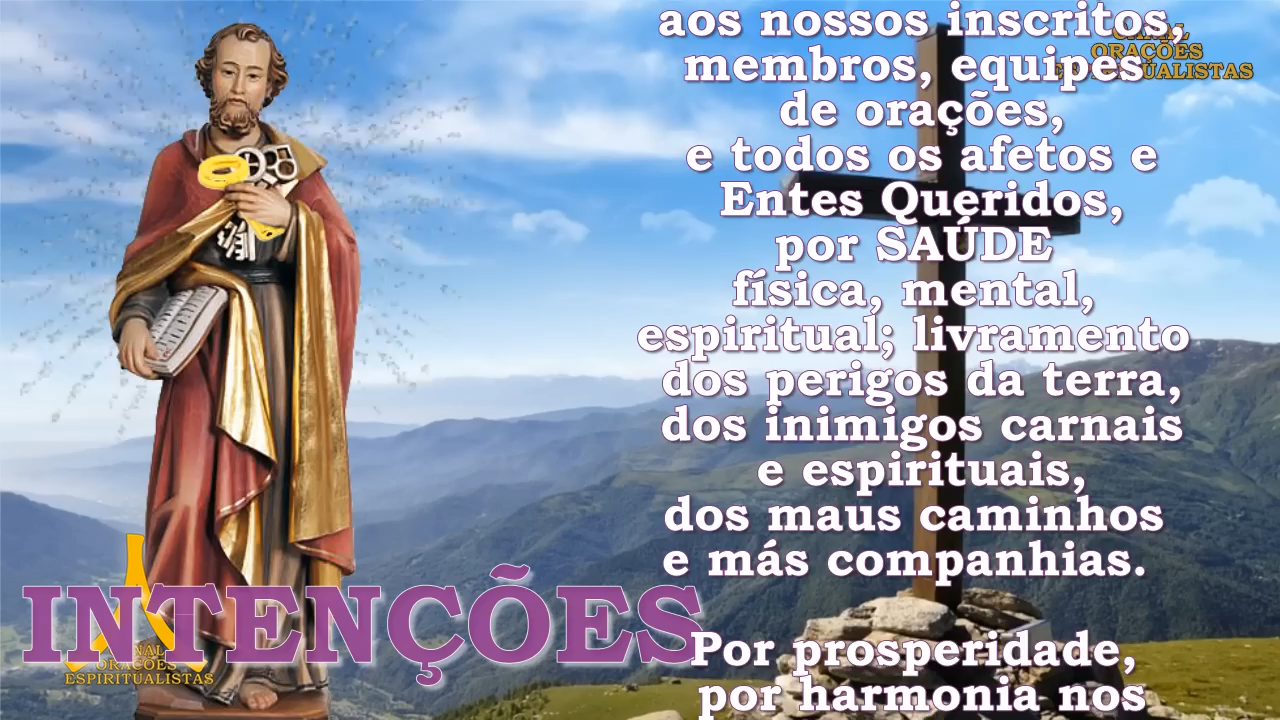 aos nossos inscritos,
membros, equipes
de orações,
e todos os afetos e
Entes Queridos,
por SAÚDE
física, mental,
espiritual; livramento
dos perigos da terra,
dos inimigos carnais
e espirituais,
dos maus caminhos
e más companhias.
Por prosperidade,
por harmonia nos
INTENÇÕES
ORAÇÕES
ESPIRITUALISTAS
ORAÇÕES